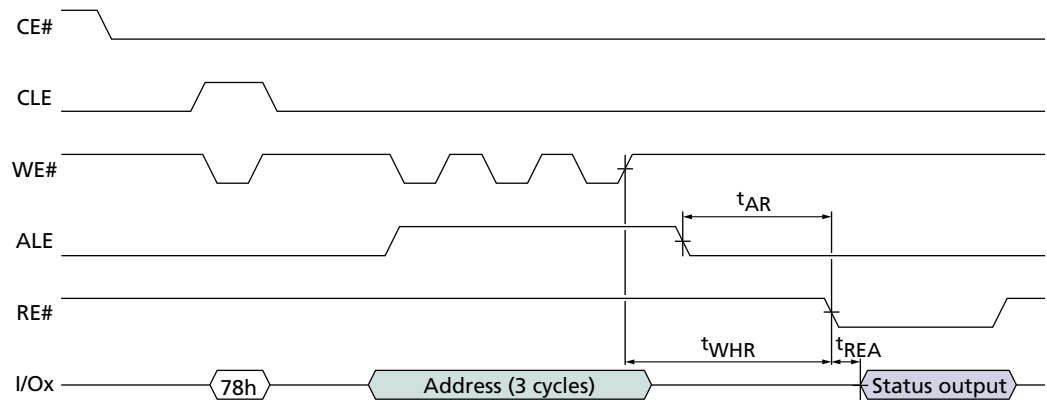 CE#
CLE
WE#
tAR
ALE
RE#
tWHR tREA
I/Ox 78h Address (3 cycles) Status output